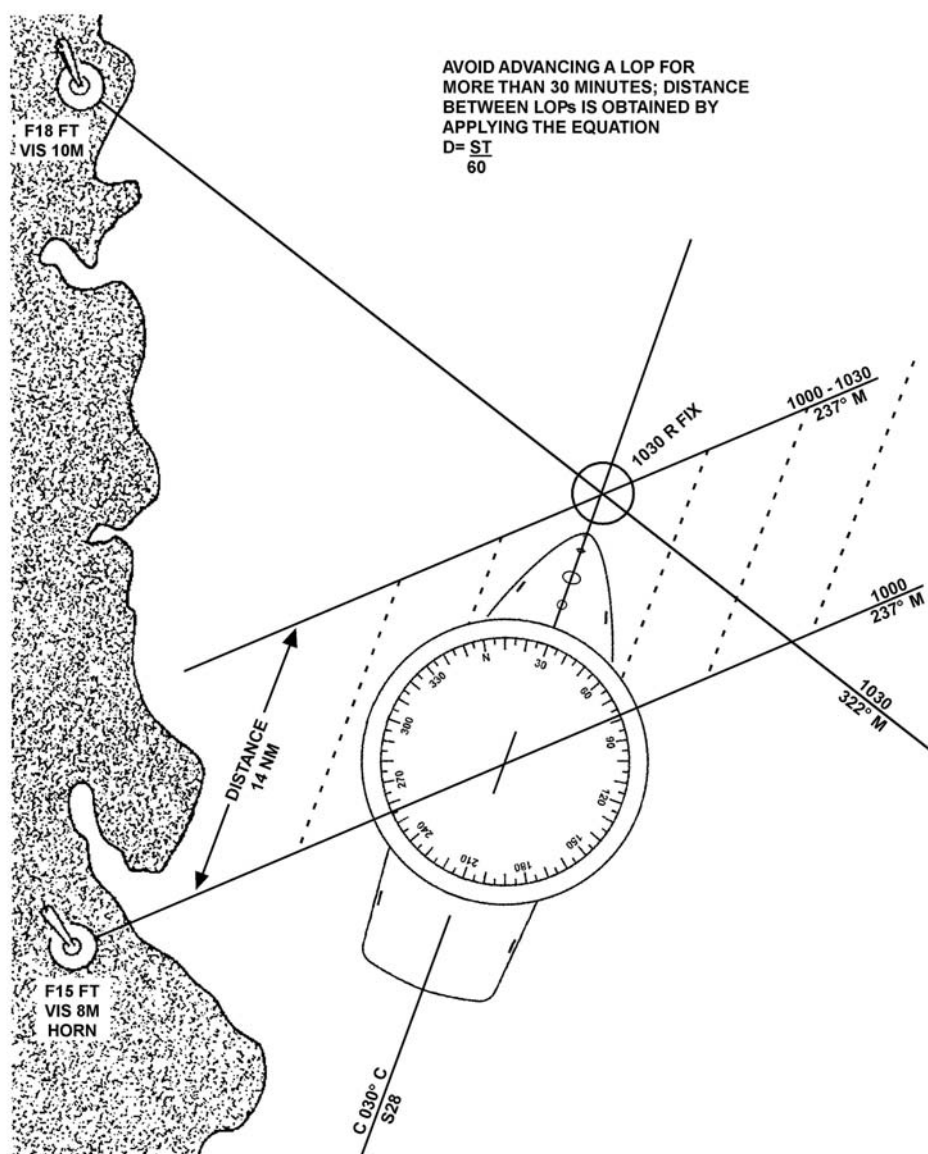 AVOID ADVANCING A LOP FOR
MORE THAN 30 MINUTES; DISTANCE
BETWEEN LOPs IS OBTAINED BY
APPLYING THE EQUATION
D= ST
60
F18 FT
VIS 10M
1030 R FIX
1000 - 1030
237° M
1000
237° M
1030
322° M
DISTANCE
14 NM
N
30
60
90
120
150
180
210
240
270
300
330
F15 FT
VIS 8M
HORN
C 030° C
S28